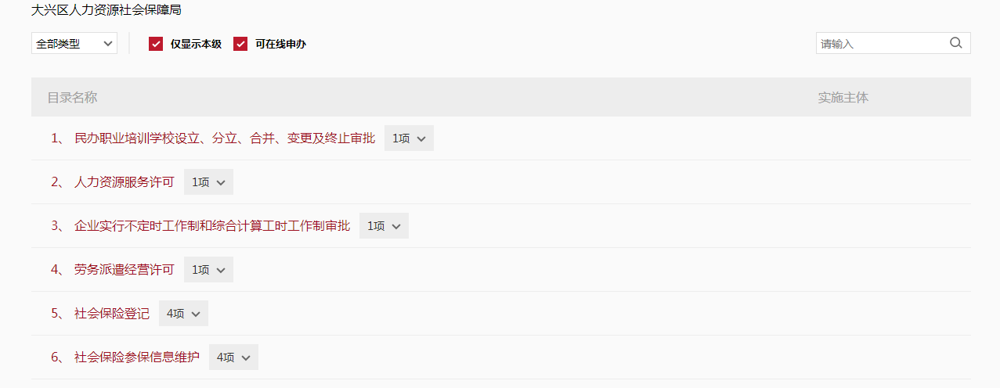 大兴区人力资源社会保障局
全部类型 仅显示本级 可在线申办 请输入
目录名称 实施主体
1、 民办职业培训学校设立、分立、合并、变更及终止审批 1项
2、 人力资源服务许可 1项
3、 企业实行不定时工作制和综合计算工时工作制审批 1项
4、 劳务派遣经营许可 1项
5、 社会保险登记 4项
6、 社会保险参保信息维护 4项